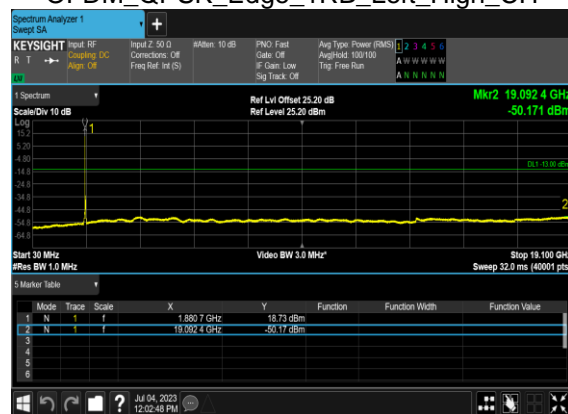 Spectrum Analyzer 1
Swept SA
KEYSIGHT
R T
LXI
Input: RF
Coupling: DC
Align: Off
Input Z: 50 Ω
Corrections: Off
Freq Ref: Int (S)
#Atten: 10 dB
PNO: Fast
Gate: Off
IF Gain: Low
Sig Track: Off
Avg Type: Power (RMS)
Avg|Hold: 100/100
Trig: Free Run
1 2 3 4 5 6
A W W W W W
A N N N N N
1 Spectrum
Scale/Div 10 dB
Log
Ref Lvl Offset 25.20 dB
Ref Level 25.20 dBm
Mkr2 19.092 4 GHz
-50.171 dBm
1
15.2
5.20
-4.80
DL1 -13.00 dBm
-14.8
-24.8
-34.8
-44.8
2
-54.8
-64.8
Start 30 MHz
#Res BW 1.0 MHz
Video BW 3.0 MHz*
Stop 19.100 GHz
Sweep 32.0 ms (40001 pts)
5 Marker Table
Mode Trace Scale X Y Function Function Width Function Value
1 N 1 f 1.880 7 GHz 18.73 dBm
2 N 1 f 19.092 4 GHz -50.17 dBm
3
4
5
6
?
Jul 04, 2023
12:02:48 PM